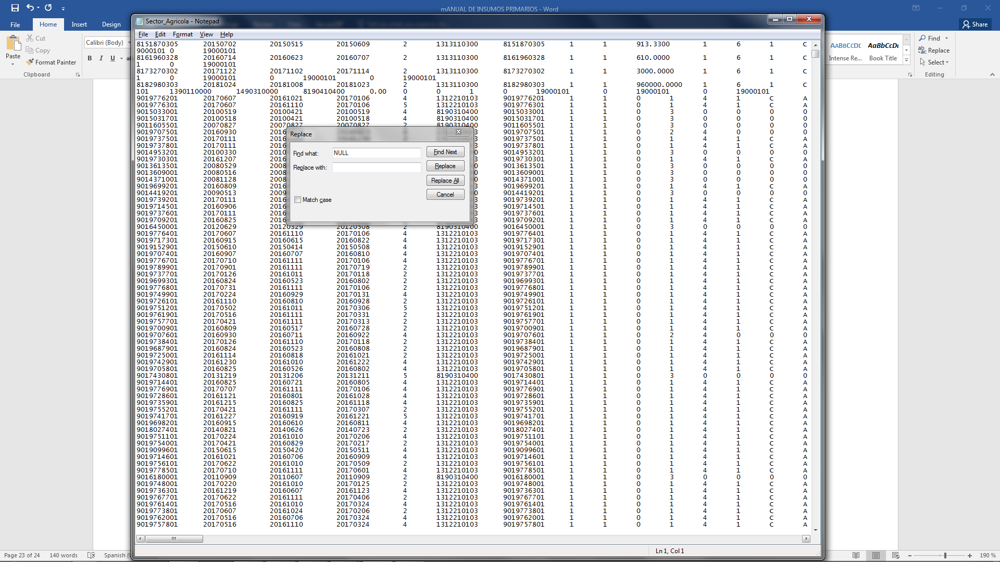 mANUAL DE INSUMOS PRIMARIOS - Word
File Home Insert Design Share
Paste
Cut
Copy
Format Painter
Clipboard
Calibri (Body)
B I U
AABBCCDE AaBbCcDc
Intense Re... Book Title
Find
Replace
Select
Editing
Sector_Agricola - Notepad
File Edit Format View Help
8151870305 20150702 20150515 20150609 2 1313110300 8151870305 1 1 913.3300 1 6 1 C
9000101 0 19000101
8161960328 20160714 20160623 20160707 2 1313110300 8161960328 1 1 610.0000 1 6 1 C
1 0 19000101
8173270302 20171122 20171102 20171114 2 1313110300 8173270302 1 1 3000.0000 1 6 1 C
1 0 19000101 0 19000101 0 19000101
8182980303 20181024 20181008 20181023 2 1313110300 8182980303 1 1 960000.0000 1 6 1 C
101 1390110000 1490310000 8190410400 0.00 0 0 1 0 19000101 0 19000101 0 19000101
9019776201 20170607 20161021 20170106 4 1312210103 9019776201 1 1 0 1 4 1 C A
9019776301 20170607 20161110 20170106 5 1312210103 9019776301 1 1 0 1 4 1 C A
9015033001 20100519 20100421 20100519 4 8190310400 9015033001 1 1 0 3 0 0 0 0
9015031701 20100518 20100421 20100518 4 8190310400 9015031701 1 1 0 3 0 0 0 0
9011605501 20070827 20070827 20070827 2 8190310400 9011605501 1 1 0 3 0 0 0 0
9019707501 20160930 2016 9019707501 1 1 0 2 4 0 0 0
9019737501 20170111 2016 9019737501 1 1 0 1 4 1 C A
9019737801 20170111 2016 9019737801 1 1 0 1 4 1 C A
9014953201 20100330 2010 9014953201 1 1 0 3 0 0 0 0
9019730301 20161207 2016 9019730301 1 1 0 1 4 1 C A
9013613501 20080529 2008 9013613501 1 1 0 3 0 0 0 0
9013609001 20080516 2008 9013609001 1 1 0 3 0 0 0 0
9014371001 20081128 2008 9014371001 1 1 0 3 0 0 0 0
9019699201 20160809 2016 9019699201 1 1 0 1 4 1 C A
9014419201 20090513 2009 9014419201 1 1 0 3 0 0 0 0
9019739201 20170111 2016 9019739201 1 1 0 1 4 1 C A
9019714501 20160906 2016 9019714501 1 1 0 1 4 1 C A
9019737601 20170111 2016 9019737601 1 1 0 1 4 1 C A
9019709201 20160825 2016 9019709201 1 1 0 1 4 1 C A
9016450001 20120629 20120329 20120508 2 8190310400 9016450001 1 1 0 3 0 0 0 0
9019776401 20170607 20161110 20170106 4 1312210103 9019776401 1 1 0 1 4 1 C A
9019717301 20160915 20160615 20160822 4 1312210103 9019717301 1 1 0 1 4 1 C A
9019152901 20150610 20150414 20150508 4 1312210103 9019152901 1 1 0 1 4 1 C A
9019707401 20160907 20160707 20160810 4 1312210103 9019707401 1 1 0 1 4 1 C A
9019776701 20170710 20161111 20170106 4 1312210103 9019776701 1 1 0 1 4 1 C A
9019789901 20170901 20161111 20170719 2 1312210103 9019789901 1 1 0 1 4 1 C A
9019737701 20170126 20161011 20170118 2 1312210103 9019737701 1 1 0 1 4 1 C A
9019699301 20160824 20160523 20160802 2 1312210103 9019699301 1 1 0 1 4 1 C A
9019776801 20170731 20161111 20170106 2 1312210103 9019776801 1 1 0 1 4 1 C A
9019749901 20170224 20160929 20170131 4 1312210103 9019749901 1 1 0 1 4 1 C A
9019726101 20161110 20160810 20160928 2 1312210103 9019726101 1 1 0 1 4 1 C A
9019751201 20170502 20161011 20170306 5 1312210103 9019751201 1 1 0 1 4 1 C A
9019761901 20170516 20161111 20170331 2 1312210103 9019761901 1 1 0 1 4 1 C A
9019757701 20170421 20161111 20170313 2 1312210103 9019757701 1 1 0 1 4 1 C A
9019700901 20160809 20160517 20160728 2 1312210103 9019700901 1 1 0 1 4 1 C A
9019707601 20160930 20160711 20160922 4 1312210103 9019707601 1 1 0 2 4 0 0 0
9019738401 20170126 20161110 20170118 2 1312210103 9019738401 1 1 0 1 4 1 C A
9019687901 20160824 20160523 20160808 2 1312210103 9019687901 1 1 0 1 4 1 C A
9019725001 20161114 20160818 20161021 2 1312210103 9019725001 1 1 0 1 4 1 C A
9019742901 20161230 20161010 20161222 4 1312210103 9019742901 1 1 0 1 4 1 C A
9019705801 20160825 20160526 20160802 4 1312210103 9019705801 1 1 0 1 4 1 C A
9017430801 20131219 20131206 20131211 5 8190310400 9017430801 1 1 0 3 0 0 0 0
9019714401 20160825 20160721 20160805 4 1312210103 9019714401 1 1 0 1 4 1 C A
9019776901 20170707 20161111 20170106 4 1312210103 9019776901 1 1 0 1 4 1 C A
9019728601 20161121 20160801 20161028 4 1312210103 9019728601 1 1 0 1 4 1 C A
9019735901 20161215 20160825 20161118 4 1312210103 9019735901 1 1 0 1 4 1 C A
9019755201 20170421 20161111 20170307 2 1312210103 9019755201 1 1 0 1 4 1 C A
9019741701 20161227 20160919 20161221 5 1312210103 9019741701 1 1 0 1 4 1 C A
9019698201 20160915 20160610 20160811 4 1312210103 9019698201 1 1 0 1 4 1 C A
9018027401 20140821 20140626 20140723 2 1312210103 9018027401 1 1 0 1 4 1 C A
9019751101 20170224 20161010 20170206 4 1312210103 9019751101 1 1 0 1 4 1 C A
9019754001 20170421 20160829 20170217 2 1312210103 9019754001 1 1 0 1 4 1 C A
9019099601 20150615 20150420 20150511 4 1312210103 9019099601 1 1 0 1 4 1 C A
9019714601 20161021 20160706 20160909 4 1312210103 9019714601 1 1 0 1 4 1 C A
9019756101 20170622 20161010 20170509 2 1312210103 9019756101 1 1 0 1 4 1 C A
9019778501 20170710 20161111 20170601 4 1312210103 9019778501 1 1 0 1 4 1 C A
9016180001 20110909 20110607 20110909 2 8190310400 9016180001 1 1 0 3 0 0 0 0
9019748001 20170220 20161010 20170125 2 1312210103 9019748001 1 1 0 1 4 1 C A
9019736301 20161219 20160607 20161123 4 1312210103 9019736301 1 1 0 1 4 1 C A
9019767701 20170622 20161111 20170406 2 1312210103 9019767701 1 1 0 1 4 1 C A
9019761401 20170516 20161010 20170324 4 1312210103 9019761401 1 1 0 1 4 1 C A
9019773801 20170607 20161024 20170206 2 1312210103 9019773801 1 1 0 1 4 1 C A
9019762001 20170516 20160706 20170324 4 1312210103 9019762001 1 1 0 1 4 1 C A
9019757801 20170516 20161110 20170324 4 1312210103 9019757801 1 1 0 1 4 1 C A
Replace
Find what: NULL Find Next
Replace with: Replace
Replace All
Cancel
Match case
Ln 1, Col 1
Page 23 of 24 140 words Spanish (V 190 %